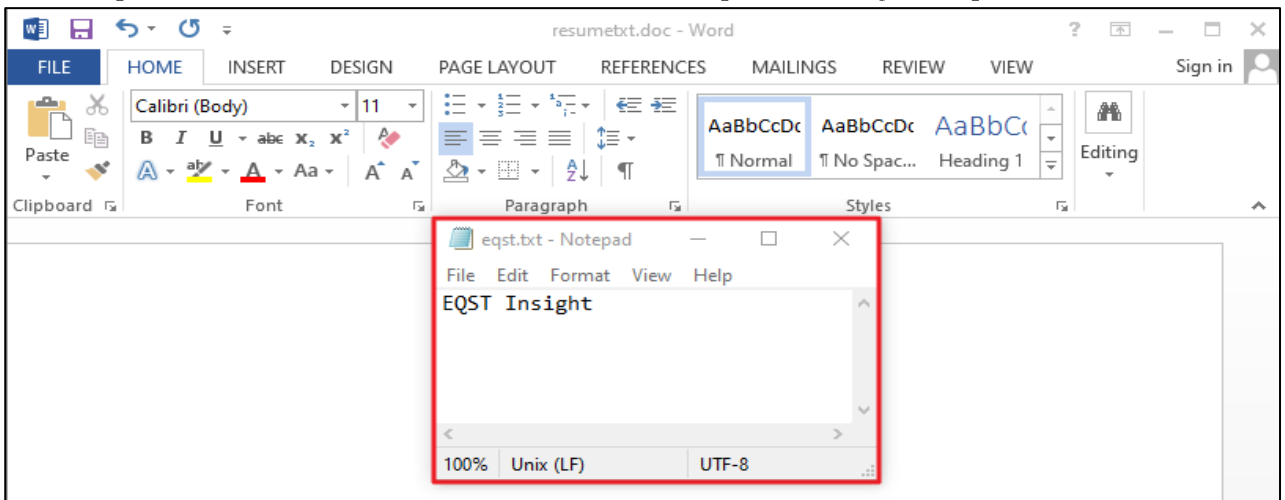 resumetxt.doc - Word
FILE HOME INSERT DESIGN PAGE LAYOUT REFERENCES MAILINGS REVIEW VIEW Sign in
Calibri (Body) 11
AaBbCcDc AaBbCcDc AaBbC
Paste
B I U abc X₂ X²
A aby A Aa A A
¶ Normal ¶ No Spac... Heading 1
Editing
Clipboard Font Paragraph Styles
eqst.txt - Notepad
File Edit Format View Help
EQST Insight
100% Unix (LF) UTF-8